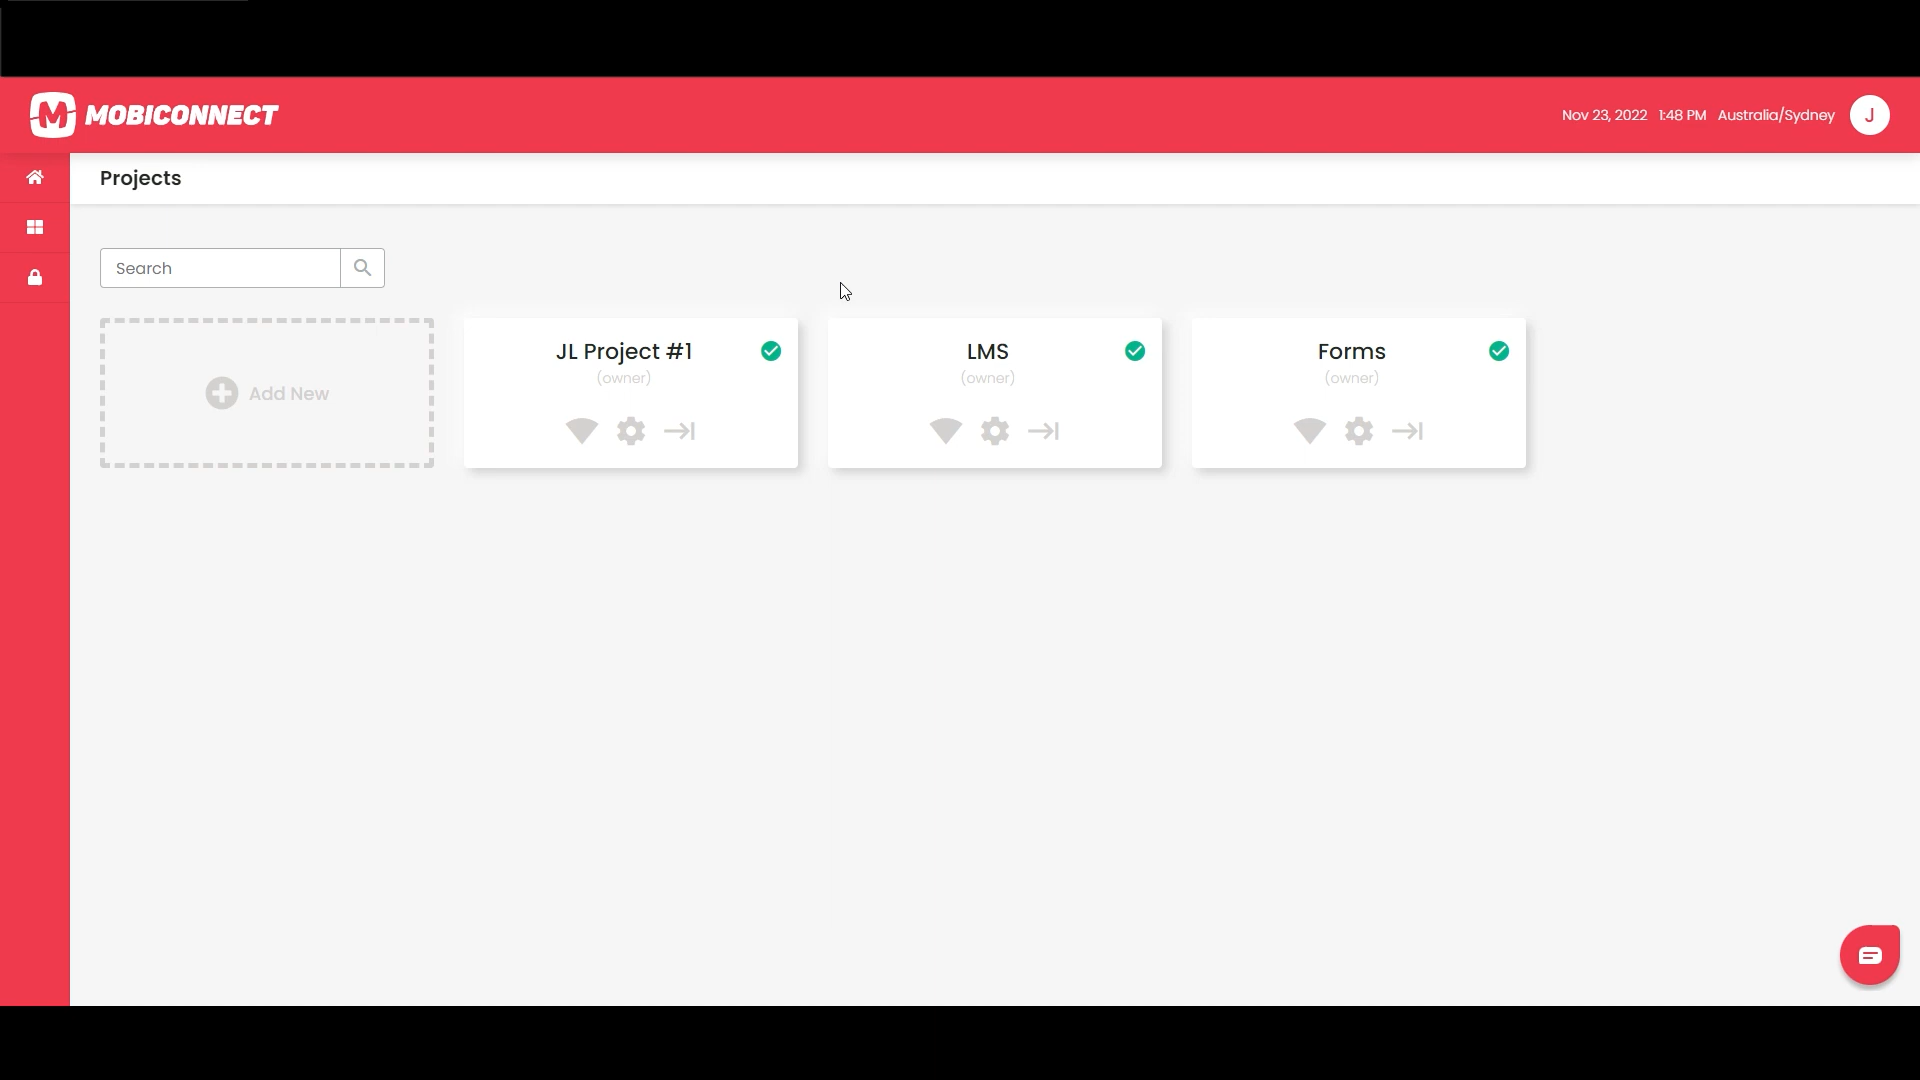 MOBICONNECT
Nov 23, 2022 1:48 PM Australia/Sydney J
Projects
Search
Add New
JL Project #1
(owner)
LMS
(owner)
Forms
(owner)